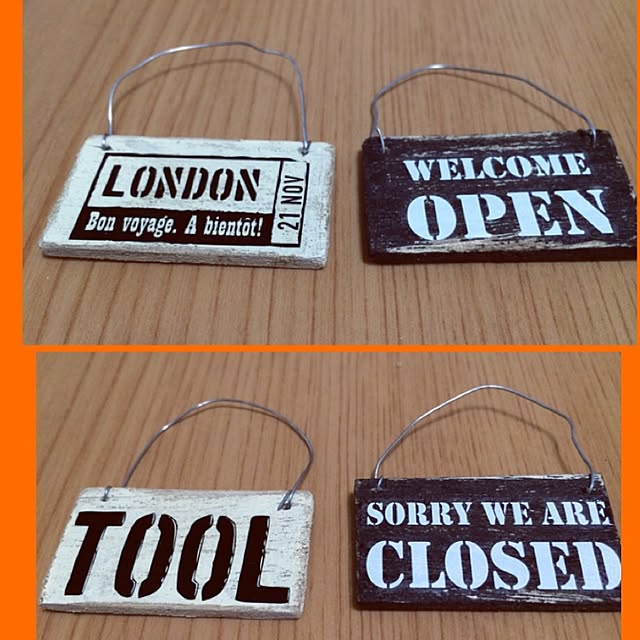 LONDON
21 NOV
Bon voyage. A bientôt!
WELCOME
OPEN
TOOL
SORRY WE ARE
CLOSED